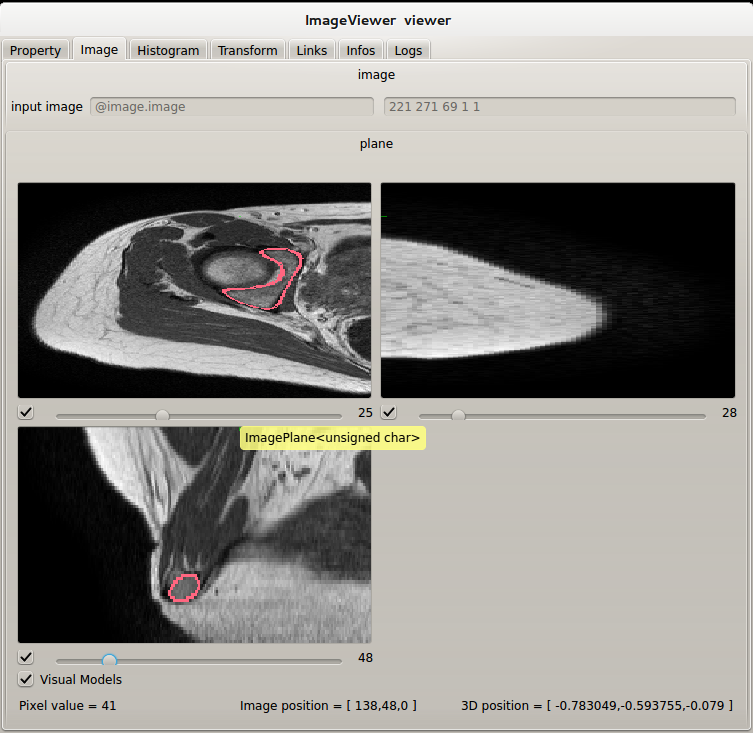 ImageViewer viewer
Property Image Histogram Transform Links Infos Logs
image
input image @image.image 221 271 69 1 1
plane
25 28
ImagePlane<unsigned char>
48
Visual Models
Pixel value = 41 Image position = [ 138,48,0 ] 3D position = [ -0.783049,-0.593755,-0.079 ]